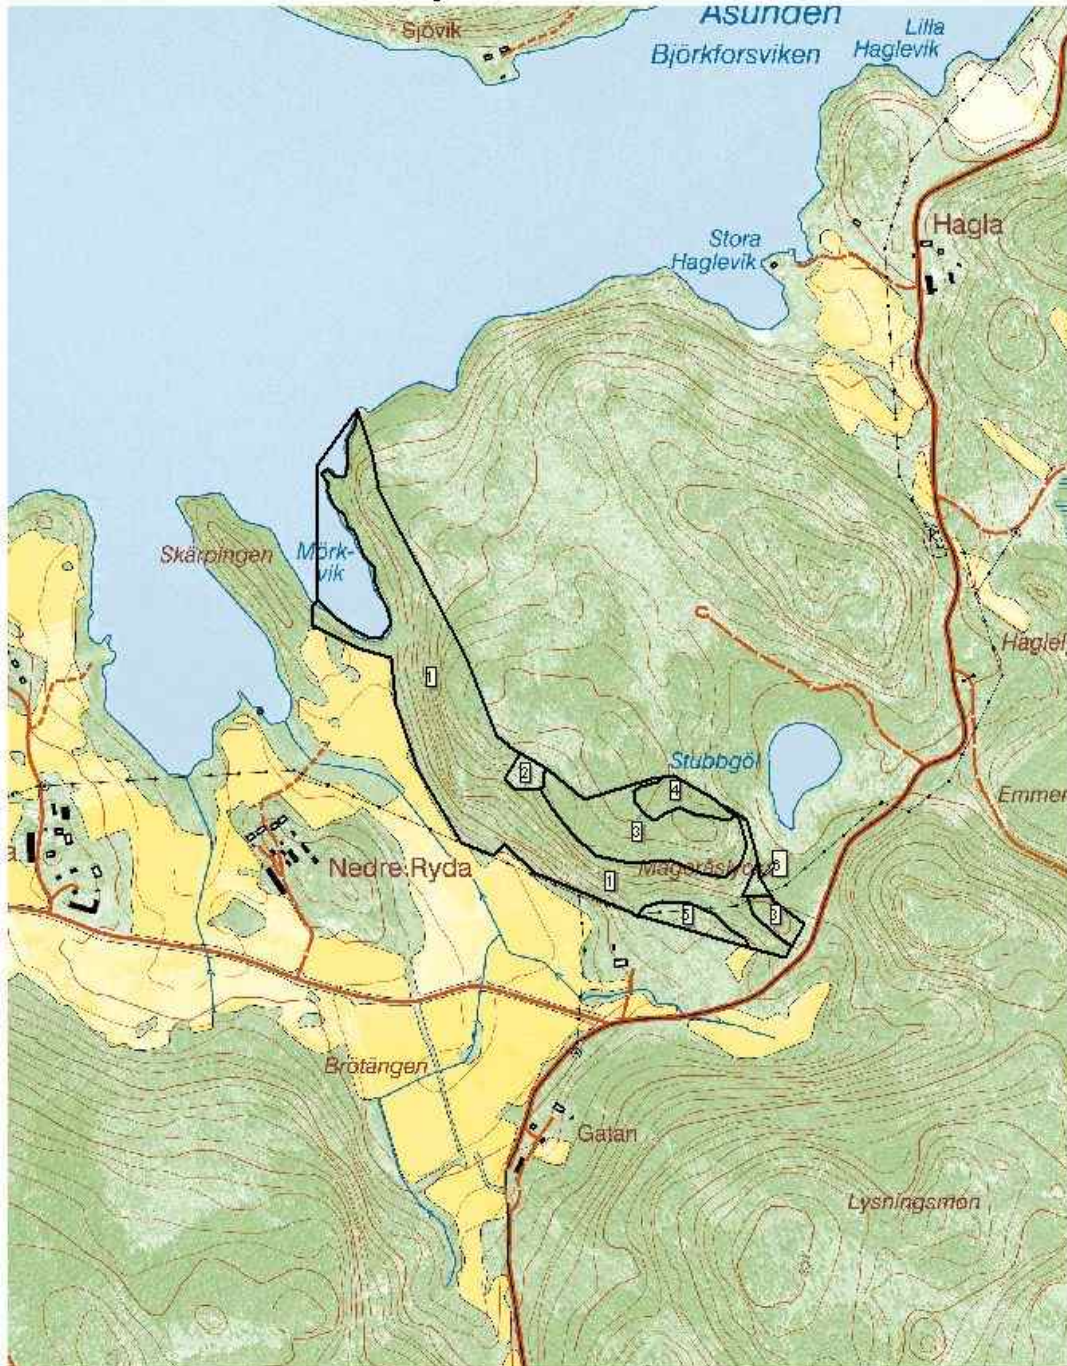 Sjövik
Åsunden
Björkforsviken
Lilla
Haglevik
Hagla
Stora
Haglevik
Skärpingen
Mörk-
vik
1
2
Stubbgöl
4
3
Emmer
Nedre Ryda
1
5
3
Brötängen
Gatan
Lysningsmon